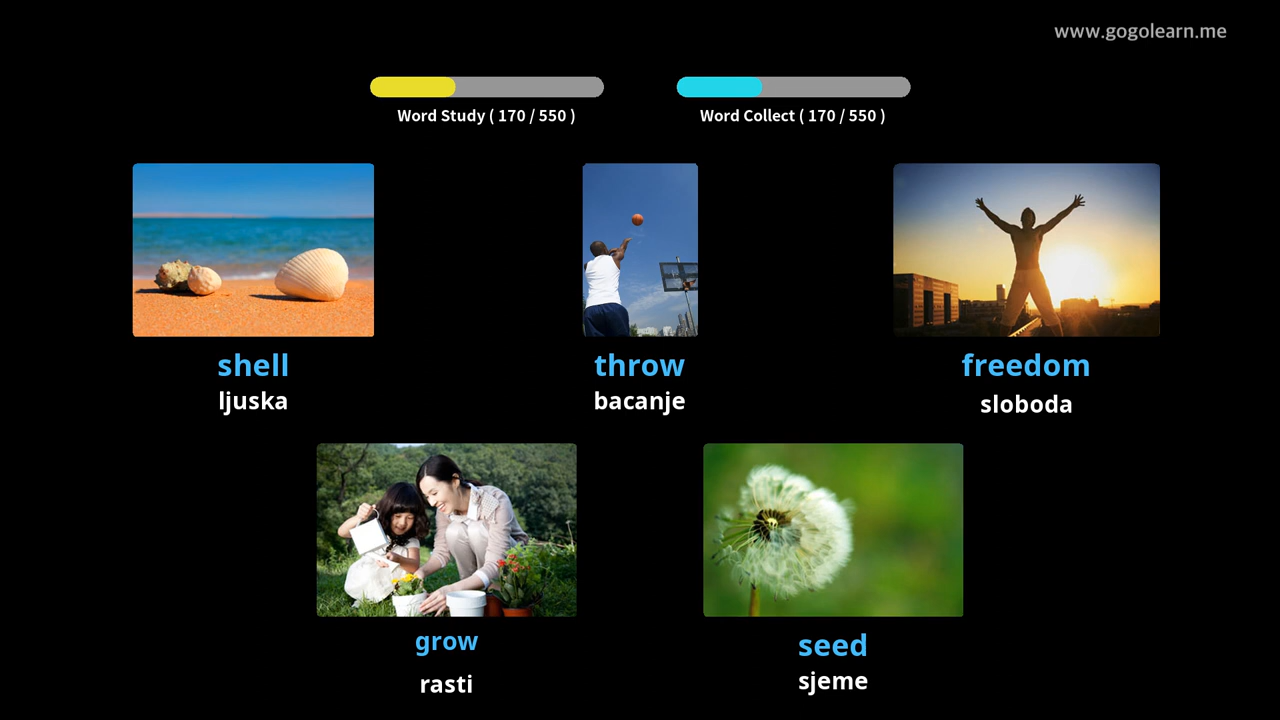 www.gogolearn.me
Word Study ( 170 / 550 )
Word Collect ( 170 / 550 )
shell
ljuska
throw
bacanje
freedom
sloboda
grow
rasti
seed
sjeme